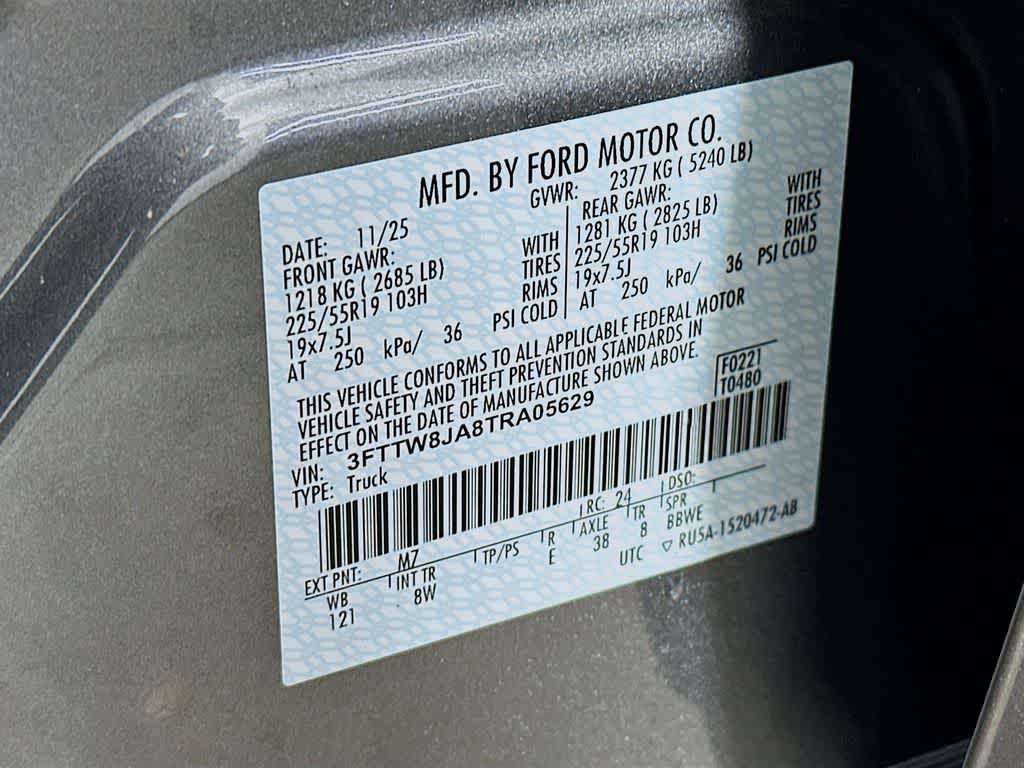 MFD. BY FORD MOTOR CO.
DATE: 11/25 GVWR: 2377 KG ( 5240 LB)
FRONT GAWR: REAR GAWR:
1218 KG ( 2685 LB) WITH 1281 KG ( 2825 LB) WITH
225/55R19 103H TIRES 225/55R19 103H TIRES
19x7.5J RIMS 19x7.5J RIMS
AT 250 kPa/ 36 PSI COLD AT 250 kPa/ 36 PSI COLD
THIS VEHICLE CONFORMS TO ALL APPLICABLE FEDERAL MOTOR
VEHICLE SAFETY AND THEFT PREVENTION STANDARDS IN
EFFECT ON THE DATE OF MANUFACTURE SHOWN ABOVE.
VIN: 3FTTW8JA8TRA05629 F0221
TYPE: Truck T0480
EXT PNT: MZ RC: 24 DSO:
WB INT TR TP/PS R AXLE TR SPR
121 8W E 38 8 BBWE
UTC ▽ RU5A-1520472-AB